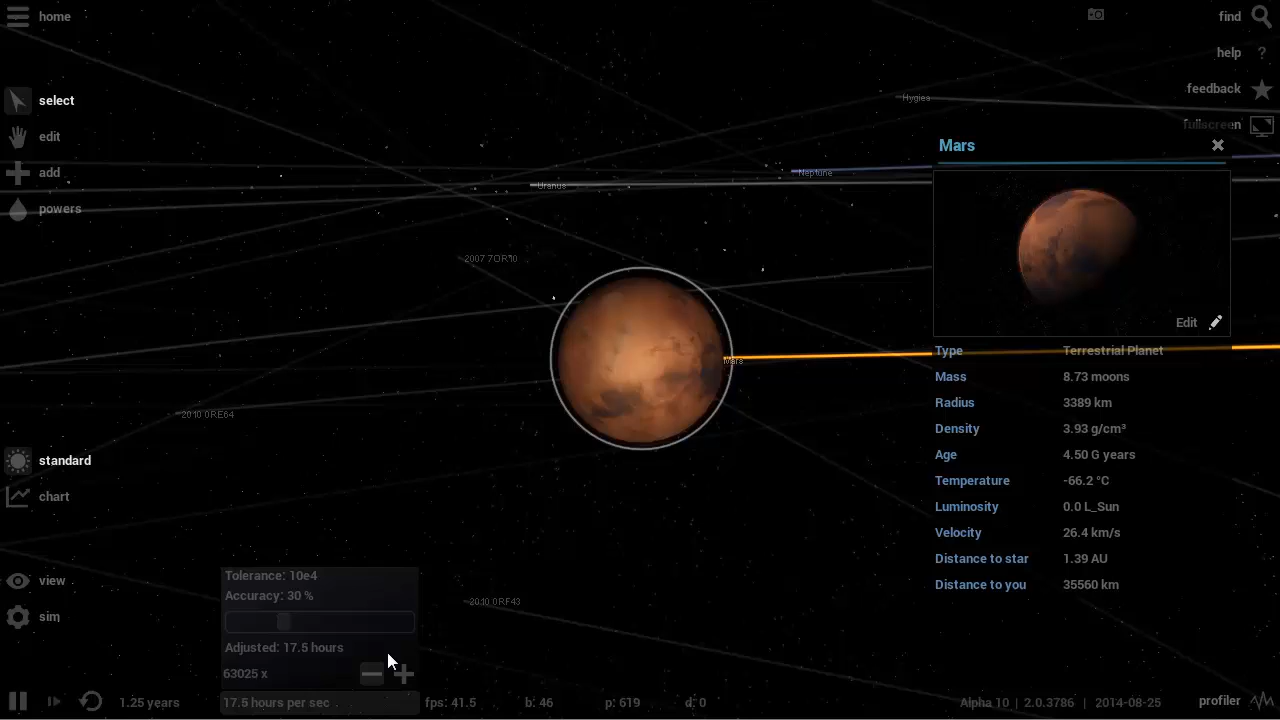 home
find
help ?
feedback
fullscreen
select
edit
add
powers
Hygiea
Neptune
Uranus
2007 7OR10
Mars
2010 0RE64
2010 0RF43
Mars
Edit
Type Terrestrial Planet
Mass 8.73 moons
Radius 3389 km
Density 3.93 g/cm³
Age 4.50 G years
Temperature -66.2 °C
Luminosity 0.0 L_Sun
Velocity 26.4 km/s
Distance to star 1.39 AU
Distance to you 35560 km
standard
chart
view
sim
Tolerance: 10e4
Accuracy: 30 %
Adjusted: 17.5 hours
63025 x
1.25 years
17.5 hours per sec
fps: 41.5
b: 46
p: 619
d: 0
Alpha 10 | 2.0.3786 | 2014-08-25
profiler